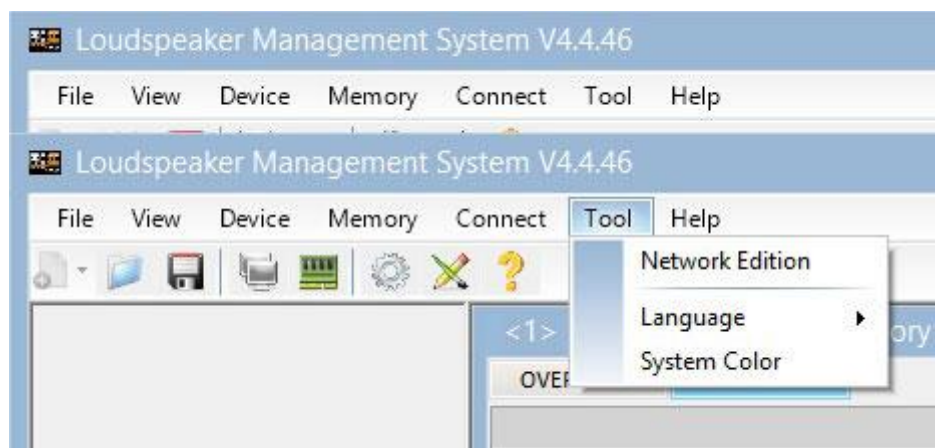 Loudspeaker Management System V4.4.46
File View Device Memory Connect Tool Help
Loudspeaker Management System V4.4.46
File View Device Memory Connect Tool Help
Network Edition
Language
<1>
System Color